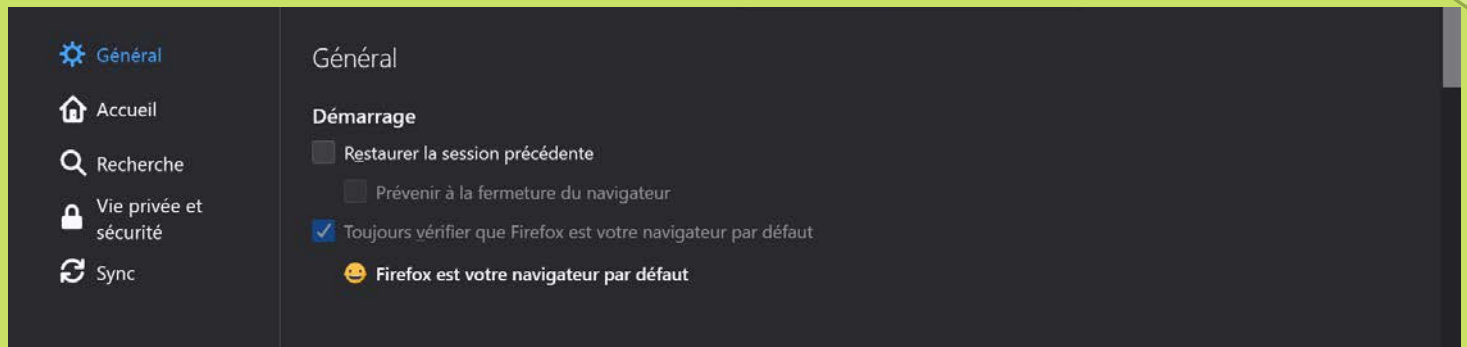 Général
Accueil
Recherche
Vie privée et
sécurité
Sync
Général
Démarrage
Restaurer la session précédente
Prévenir à la fermeture du navigateur
Toujours vérifier que Firefox est votre navigateur par défaut
Firefox est votre navigateur par défaut